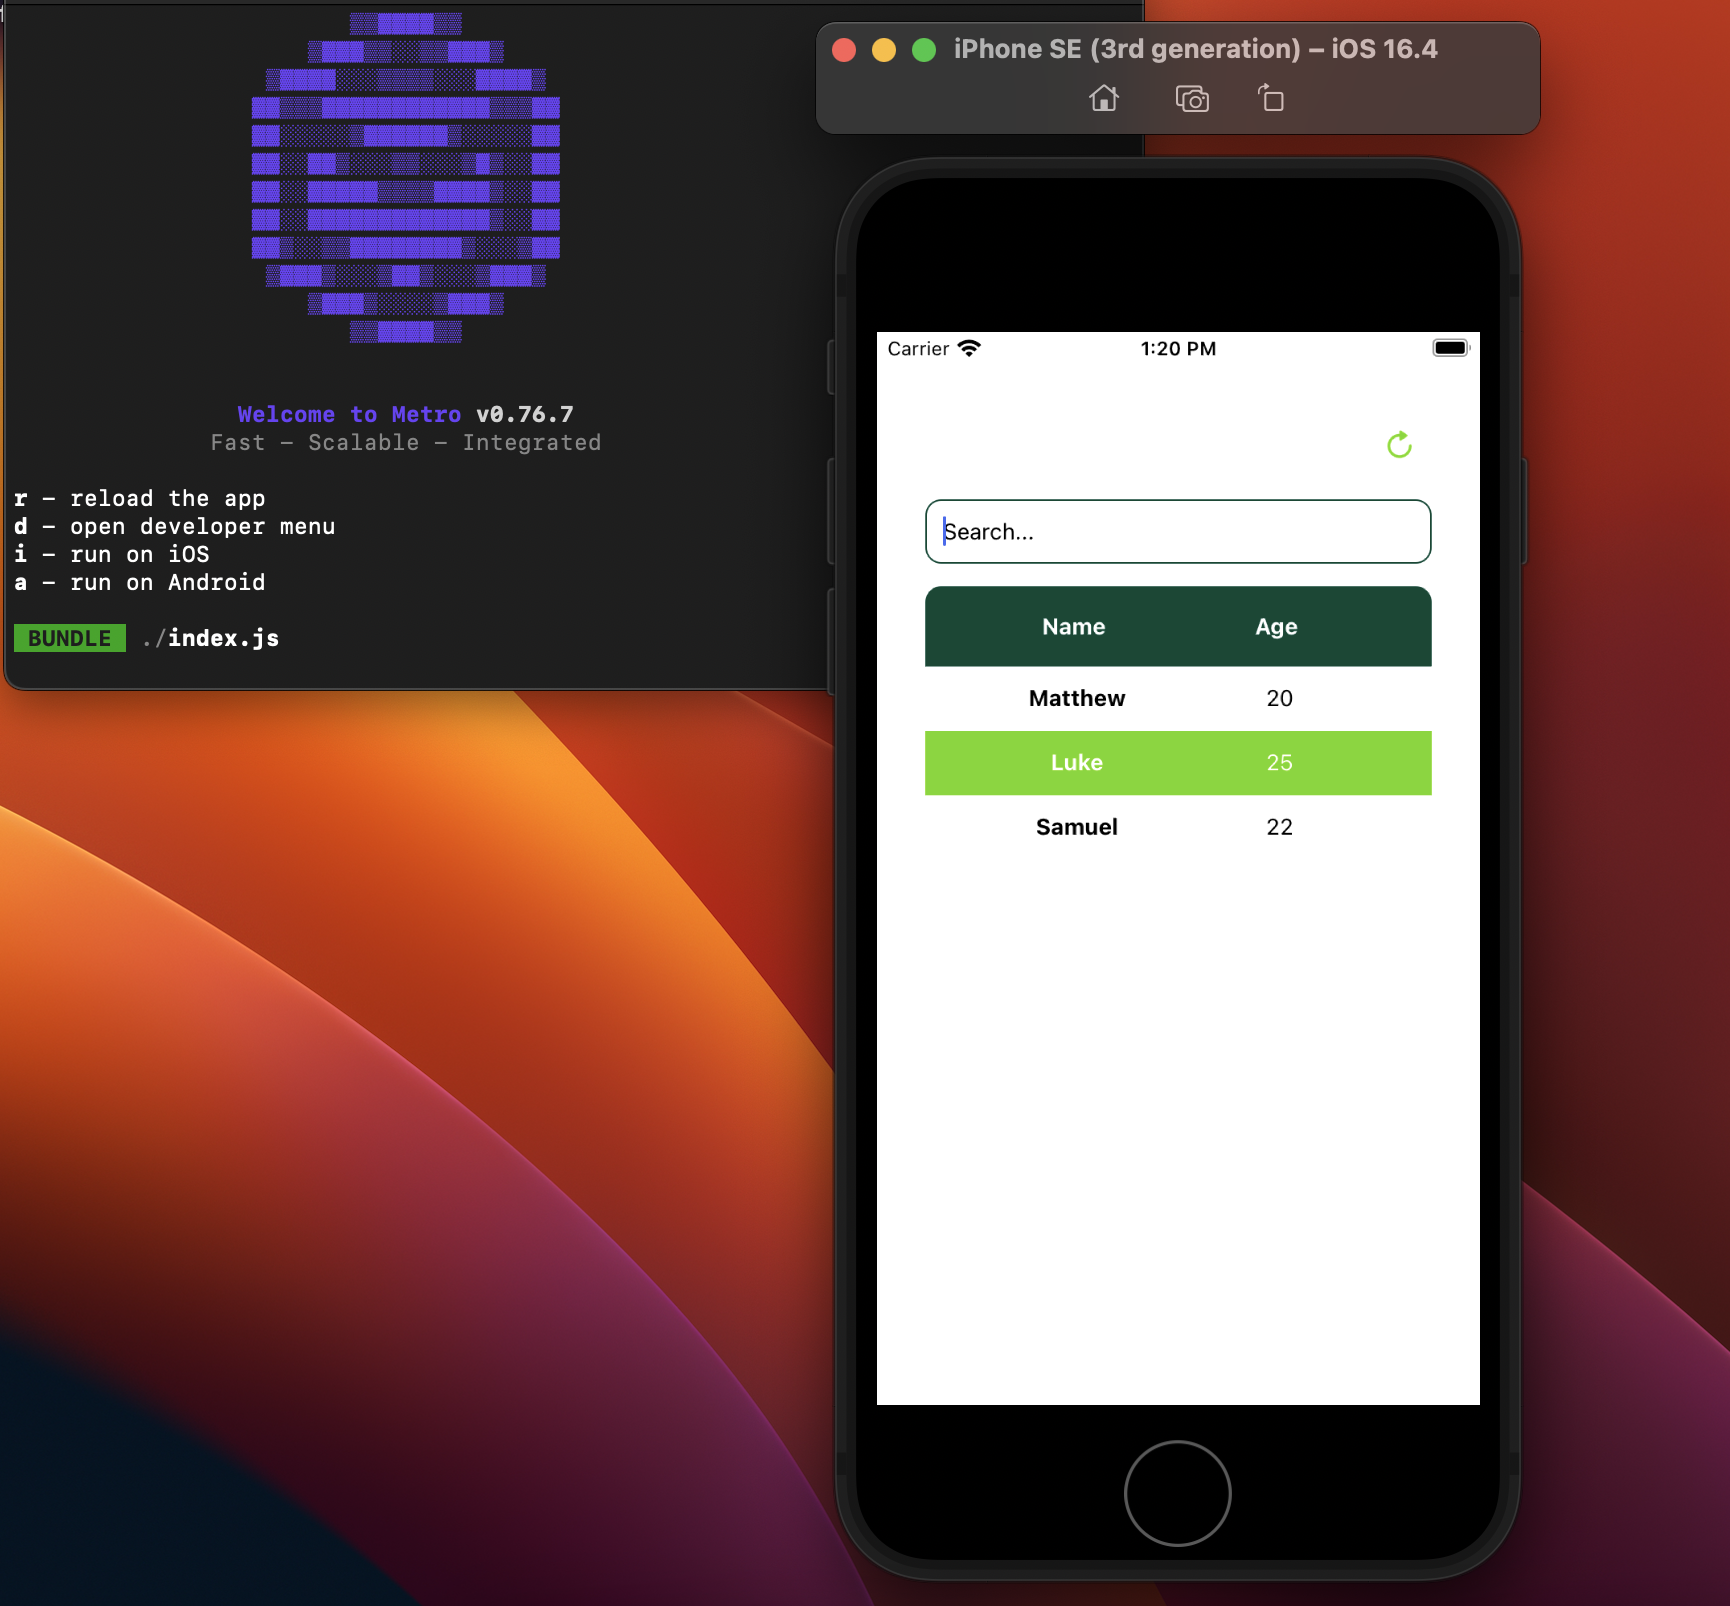 Welcome to Metro v0.76.7
Fast - Scalable - Integrated
r - reload the app
d - open developer menu
i - run on iOS
a - run on Android
BUNDLE ./index.js
iPhone SE (3rd generation) – iOS 16.4
Carrier 1:20 PM
Search...
Name Age
Matthew 20
Luke 25
Samuel 22